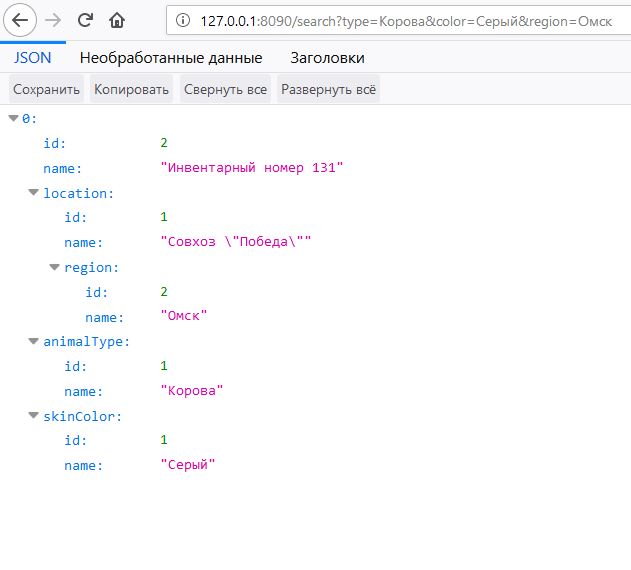 127.0.0.1:8090/search?type=Корова&color=Серый&region=Омск
JSON Необработанные данные Заголовки
Сохранить Копировать Свернуть все Развернуть всё
0:
id: 2
name: "Инвентарный номер 131"
location:
id: 1
name: "Совхоз \"Победа\""
region:
id: 2
name: "Омск"
animalType:
id: 1
name: "Корова"
skinColor:
id: 1
name: "Серый"